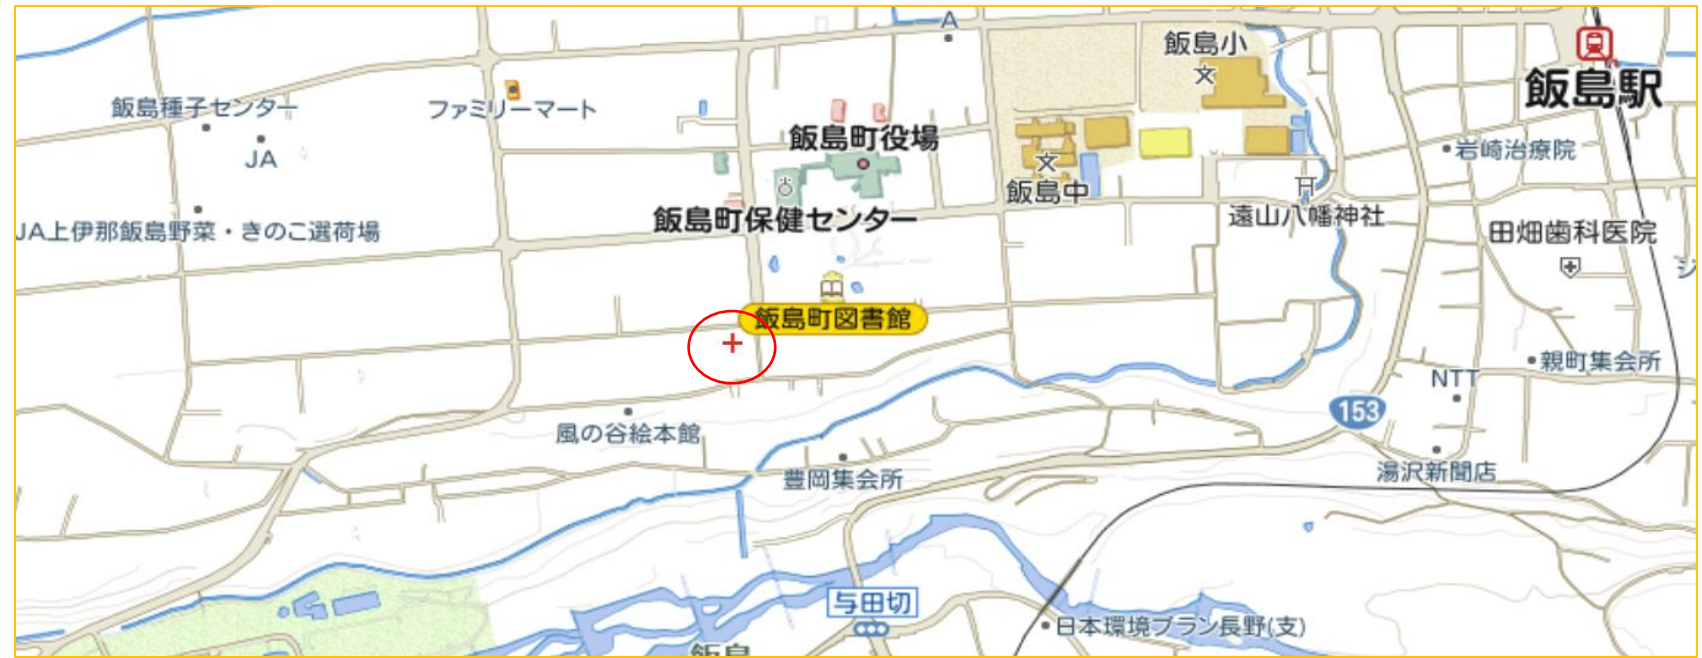 A
飯島小
飯島駅
飯島種子センター
ファミリーマート
飯島町役場
JA
岩崎治療院
飯島中
JA上伊那飯島野菜・きのこ選荷場
飯島町保健センター
遠山八幡神社
田畑歯科医院
ジ
飯島町図書館
親町集会所
NTT
153
風の谷絵本館
豊岡集会所
湯沢新聞店
与田切
日本環境プラン長野(支)
飯島